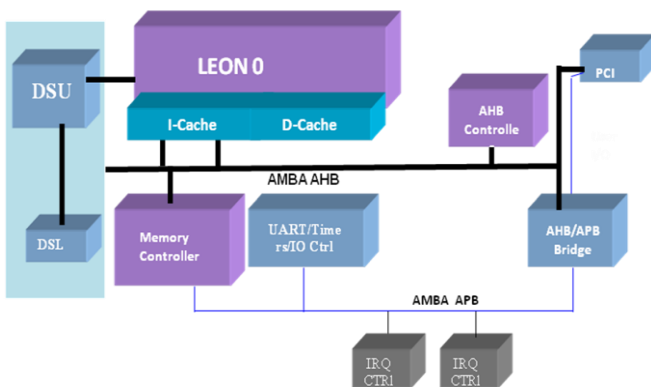 LEON 0
DSU
PCI
I-Cache
D-Cache
AHB
Controlle
AMBA AHB
Memory
Controller
UART/Time
rs/IO Ctrl
AHB/APB
Bridge
DSL
AMBA APB
IRQ
CTRl
IRQ
CTRl